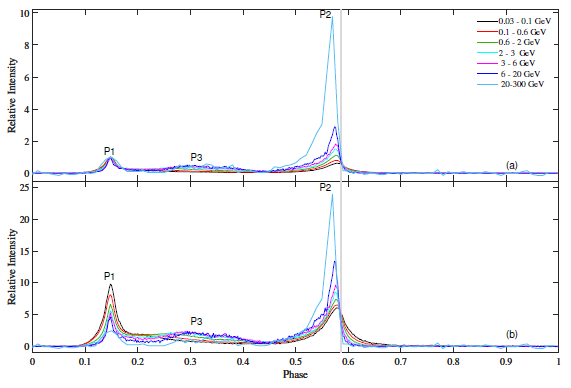 10
8
6
4
2
0
Relative Intensity
P1
P3
P2
0.03 - 0.1 GeV
0.1 - 0.6 GeV
0.6 - 2 GeV
2 - 3 GeV
3 - 6 GeV
6 - 20 GeV
20-300 GeV
(a)
25
20
15
10
5
0
Relative Intensity
P1
P3
P2
(b)
0 0.1 0.2 0.3 0.4 0.5 0.6 0.7 0.8 0.9 1
Phase